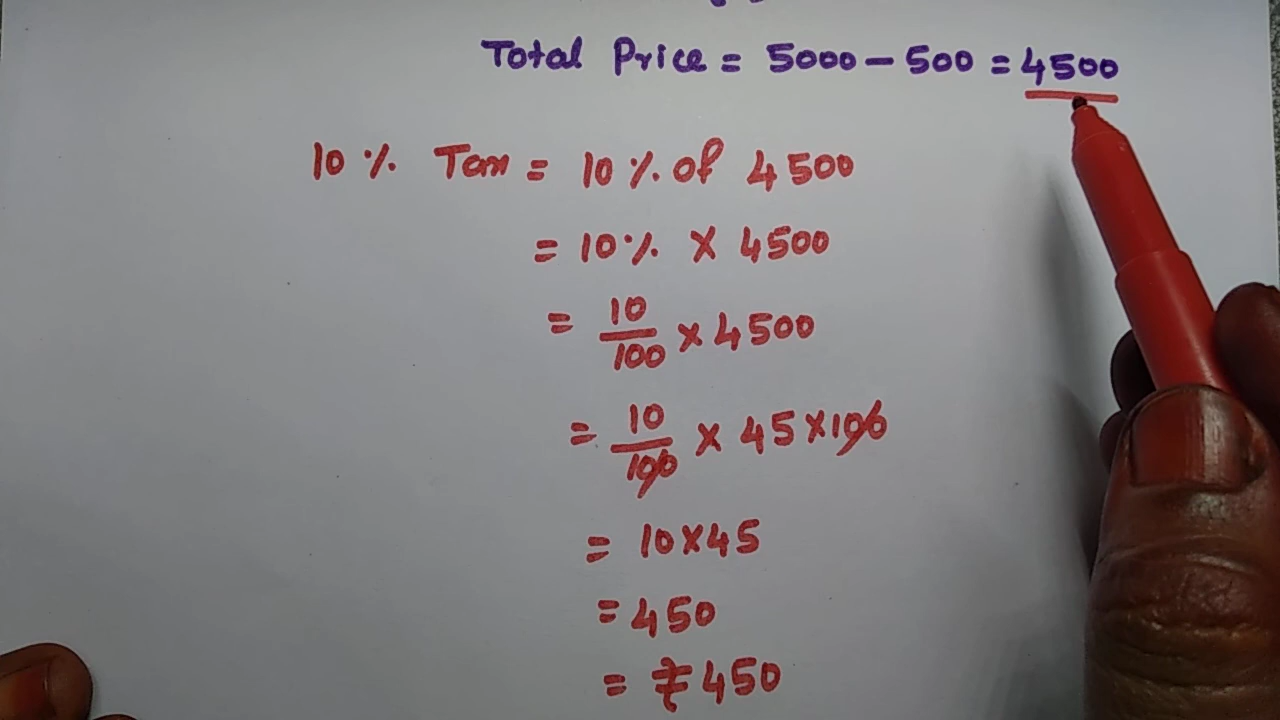 Total Price = 5000 - 500 = 4500
10% Tax = 10% of 4500
= 10% × 4500
= 10/100 × 4500
= 10/100 × 45 × 100
= 10×45
= 450
= ₹450